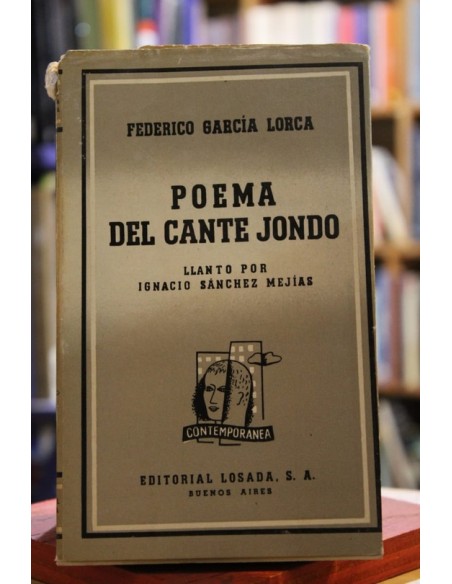 FEDERICO GARCÍA LORCA
POEMA
DEL CANTE JONDO
LLANTO POR
IGNACIO SÁNCHEZ MEJÍAS
CONTEMPORANEA
EDITORIAL LOSADA, S. A.
BUENOS AIRES